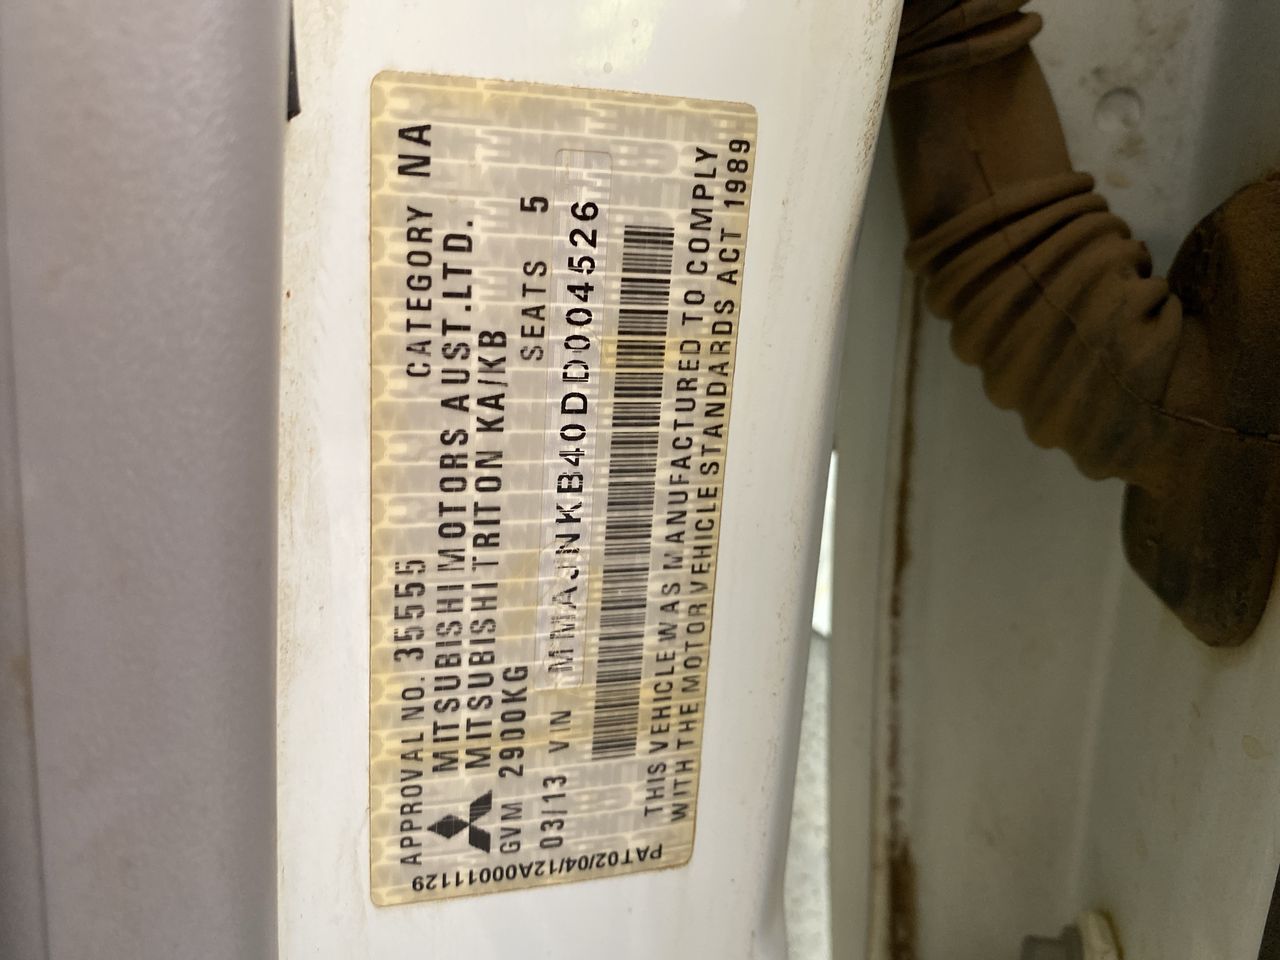 APPROVAL NO. 35555 CATEGORY NA
MITSUBISHI MOTORS AUST.LTD.
MITSUBISHI TRITON KA/KB
GVM 2900KG SEATS 5
03/13 VIN MMAJNKB40DD004526
THIS VEHICLE WAS MANUFACTURED TO COMPLY
WITH THE MOTOR VEHICLE STANDARDS ACT 1989
PAT02/04/12A00011129